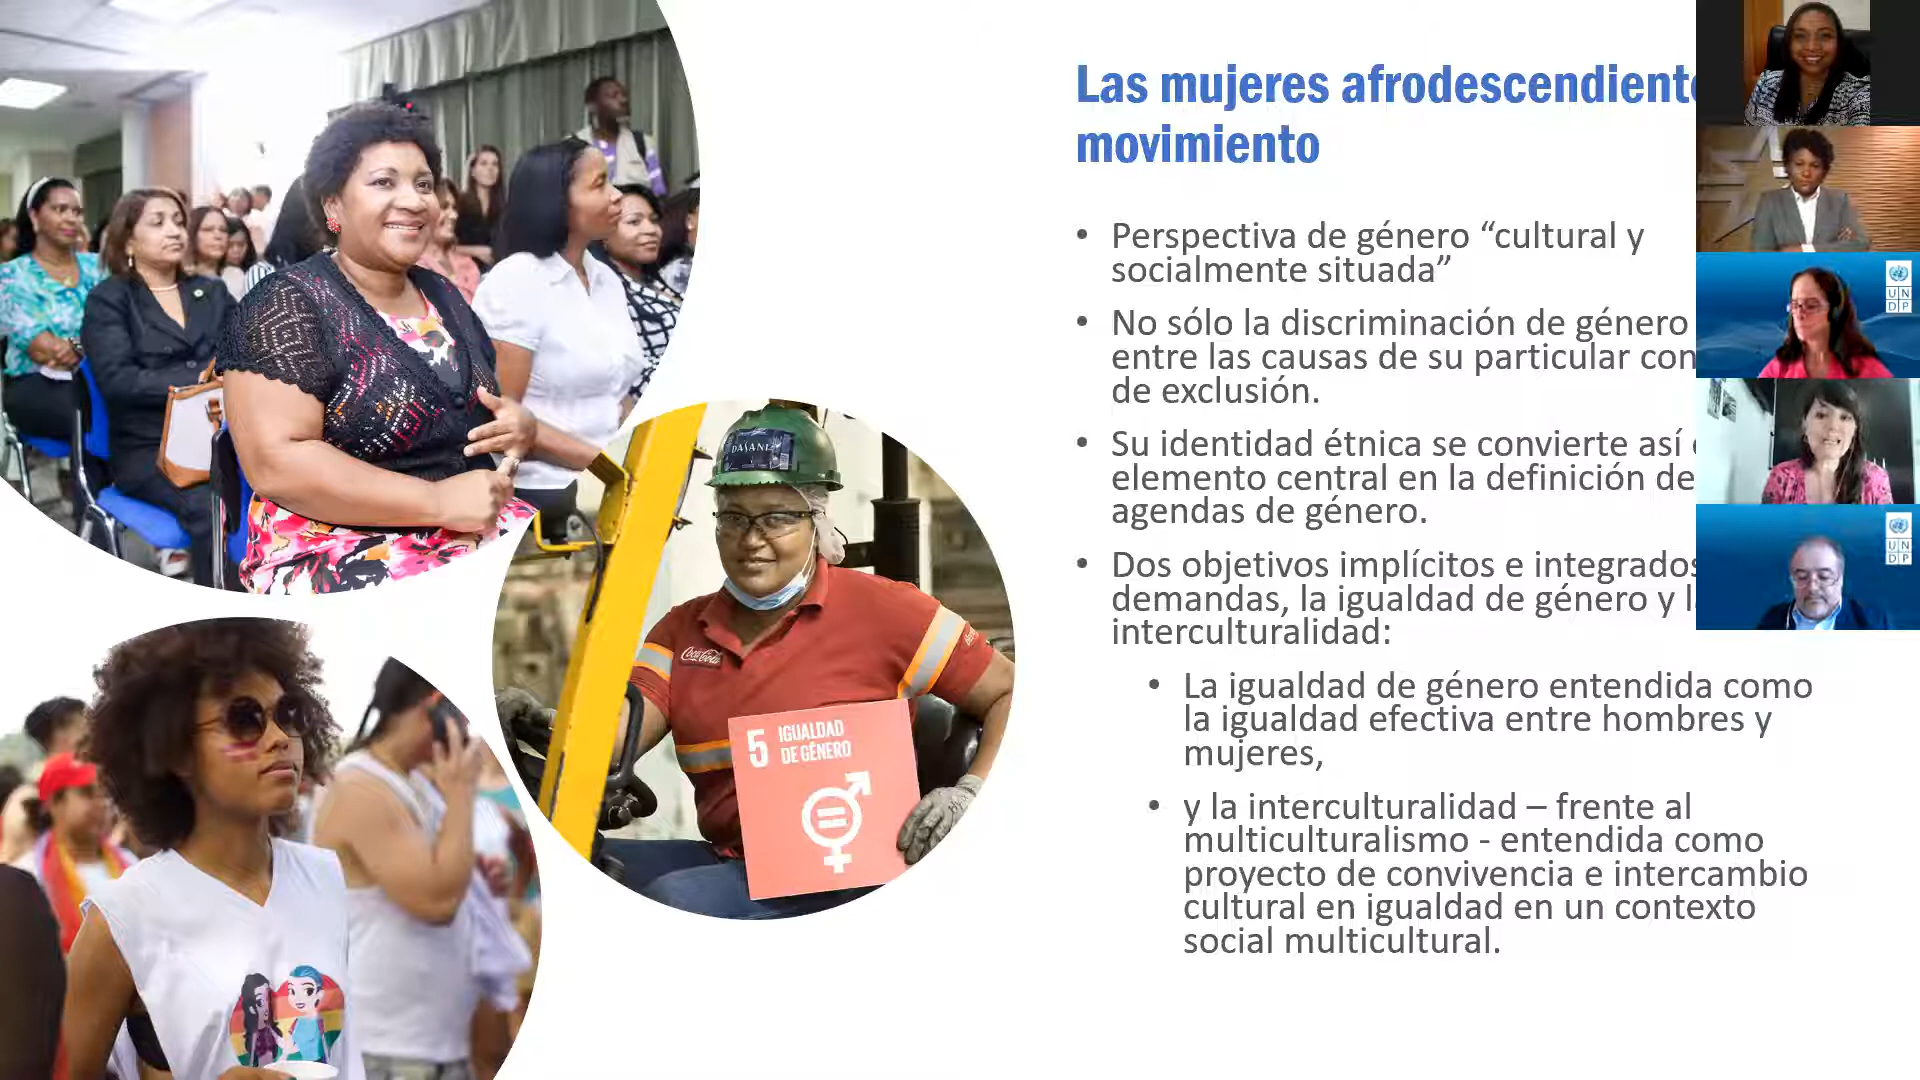 Las mujeres afrodescendient
movimiento
• Perspectiva de género “cultural y
socialmente situada”
• No sólo la discriminación de género
entre las causas de su particular con
de exclusión.
• Su identidad étnica se convierte así
elemento central en la definición de
agendas de género.
• Dos objetivos implícitos e integrados
demandas, la igualdad de género y l
interculturalidad:
• La igualdad de género entendida como
la igualdad efectiva entre hombres y
mujeres,
• y la interculturalidad – frente al
multiculturalismo - entendida como
proyecto de convivencia e intercambio
cultural en igualdad en un contexto
social multicultural.
DASANI
Coca-Cola
5 IGUALDAD
DE GÉNERO
U N
D P
U N
D P